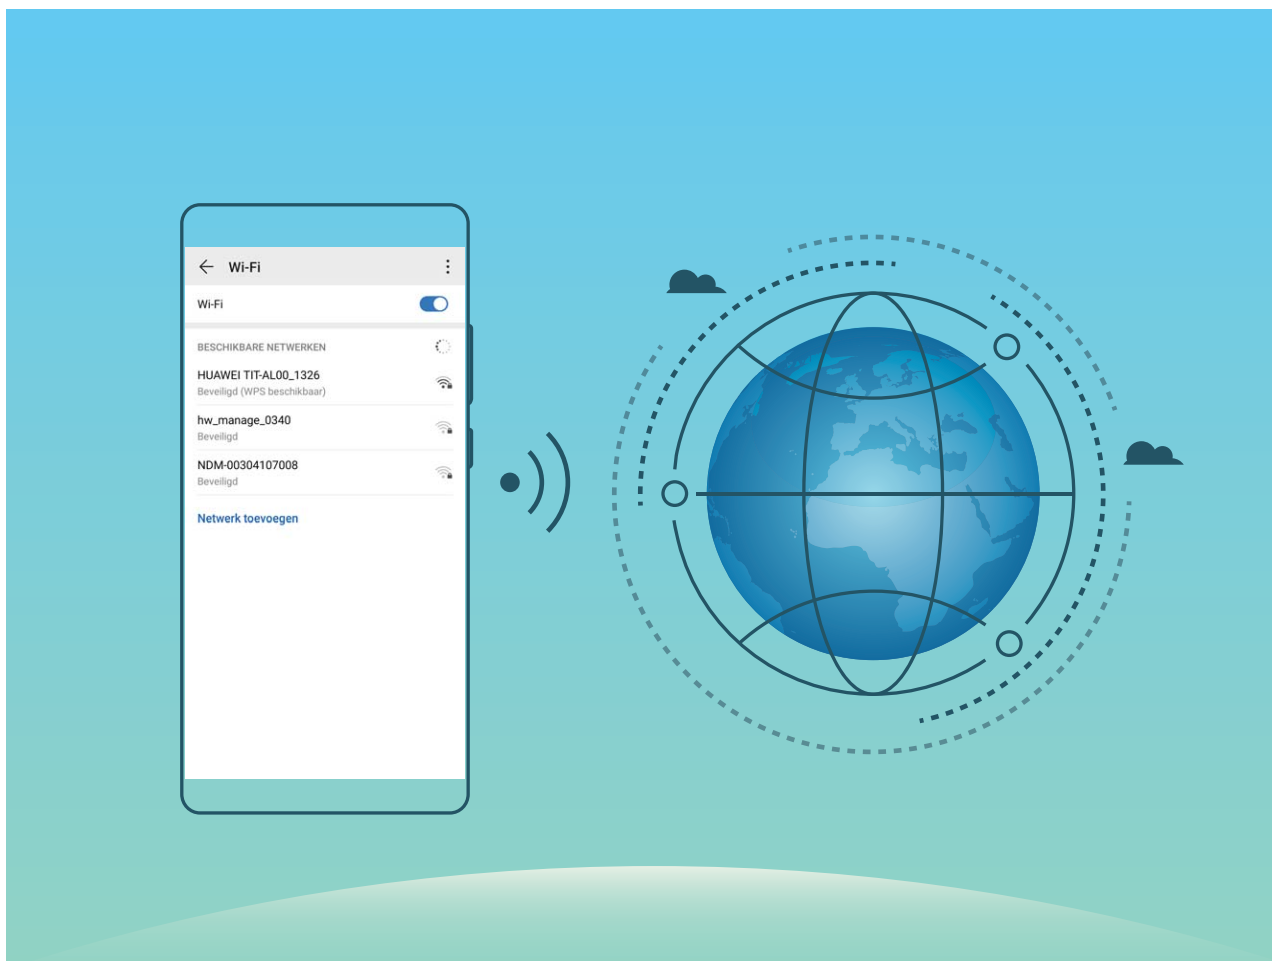 Wi-Fi
Wi-Fi
BESCHIKBARE NETWERKEN
HUAWEI TIT-AL00_1326
Beveiligd (WPS beschikbaar)
hw_manage_0340
Beveiligd
NDM-00304107008
Beveiligd
Netwerk toevoegen